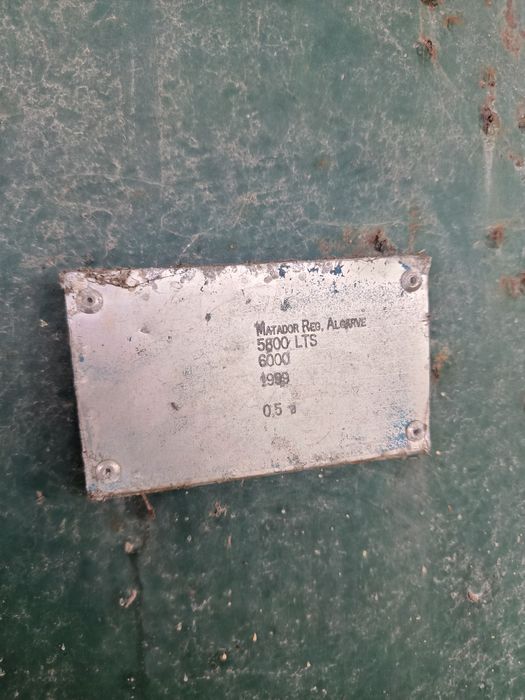 MATADOR REG, ALGARVE
5800 LTS
6000
1999
0,5